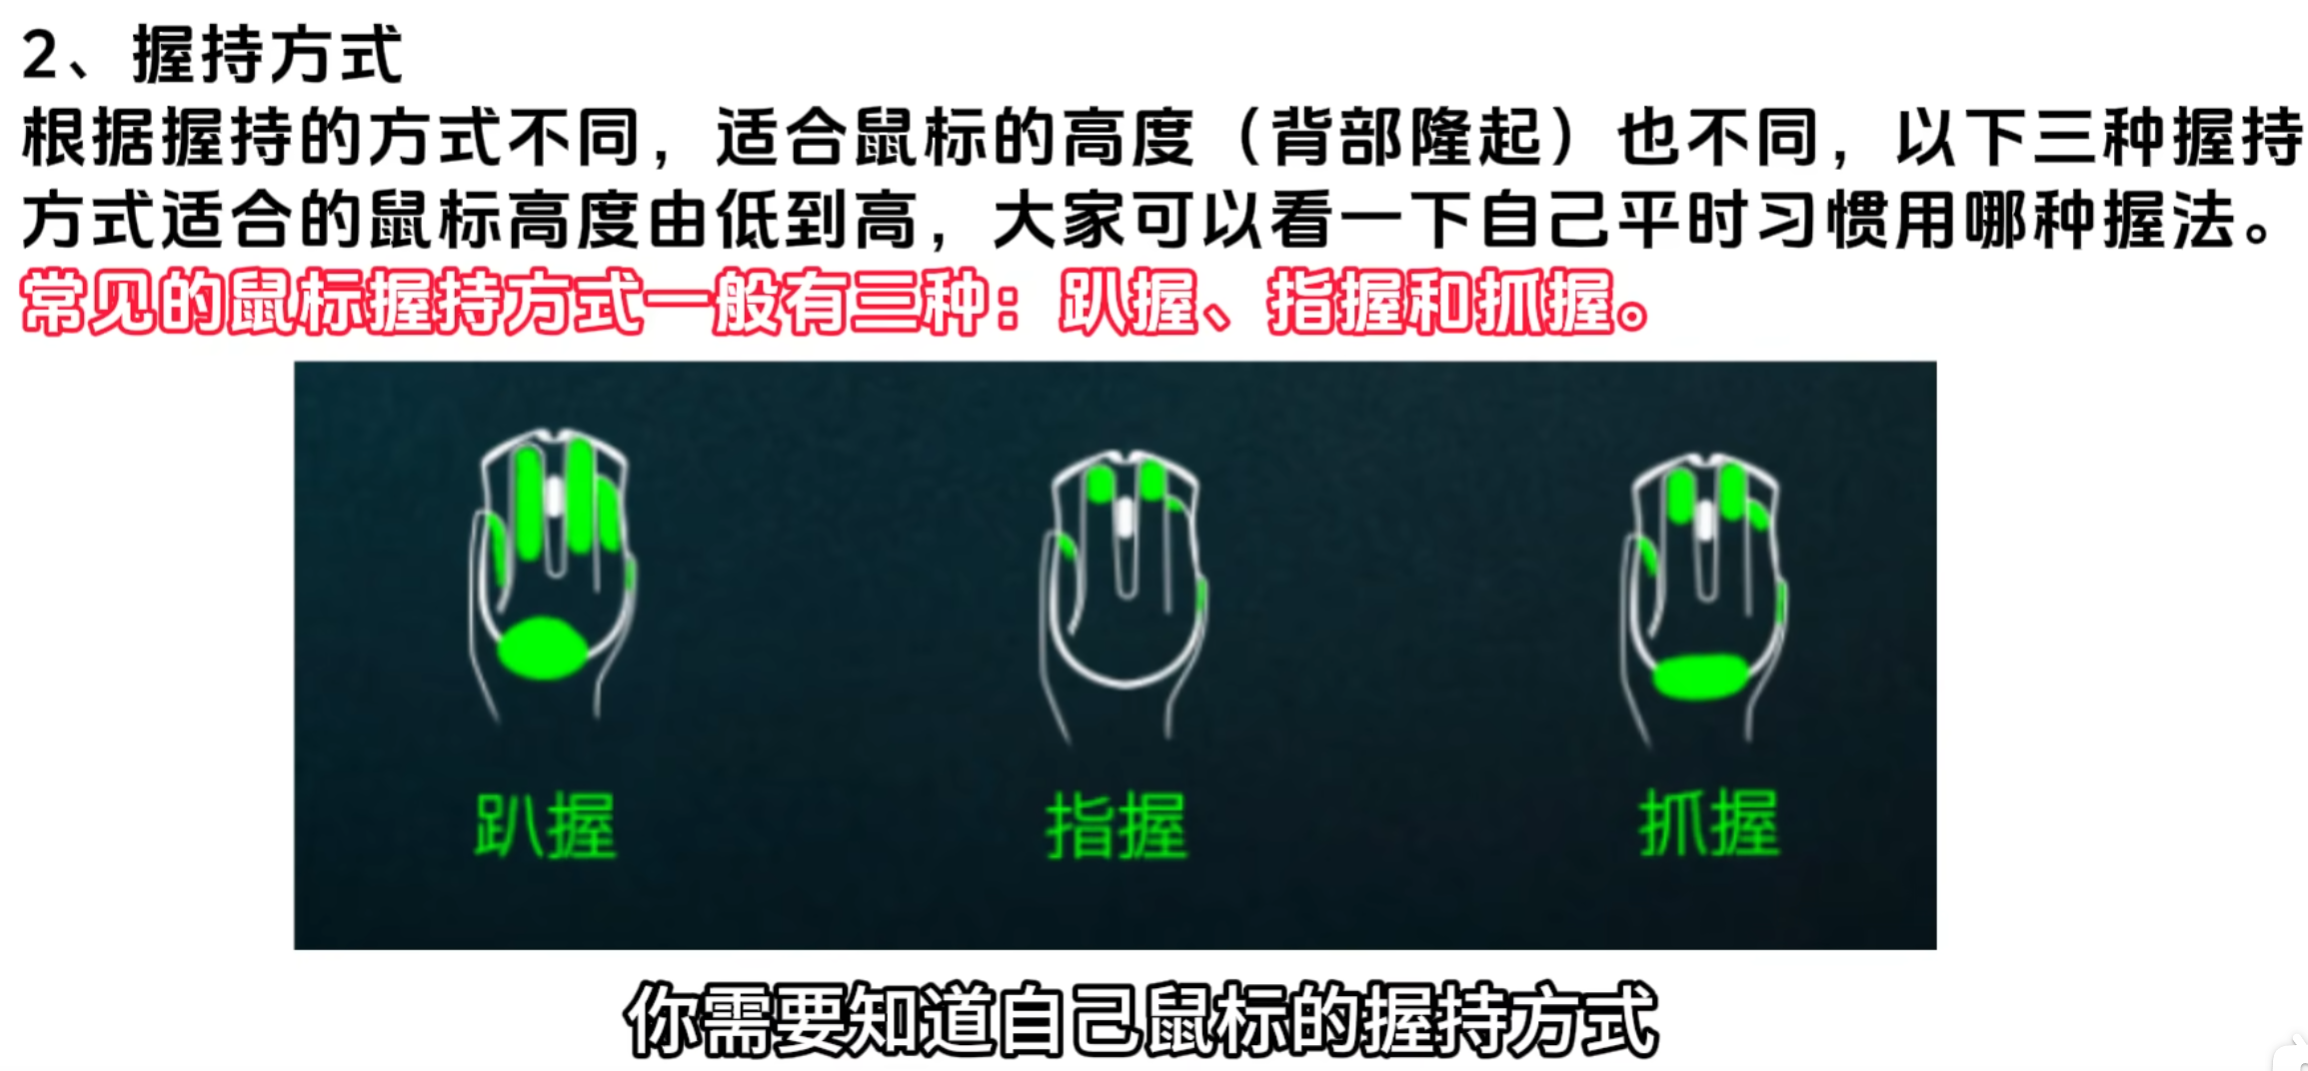 2、握持方式
根据握持的方式不同，适合鼠标的高度（背部隆起）也不同，以下三种握持
方式适合的鼠标高度由低到高，大家可以看一下自己平时习惯用哪种握法。
常见的鼠标握持方式一般有三种：趴握、指握和抓握。
趴握
指握
抓握
你需要知道自己鼠标的握持方式